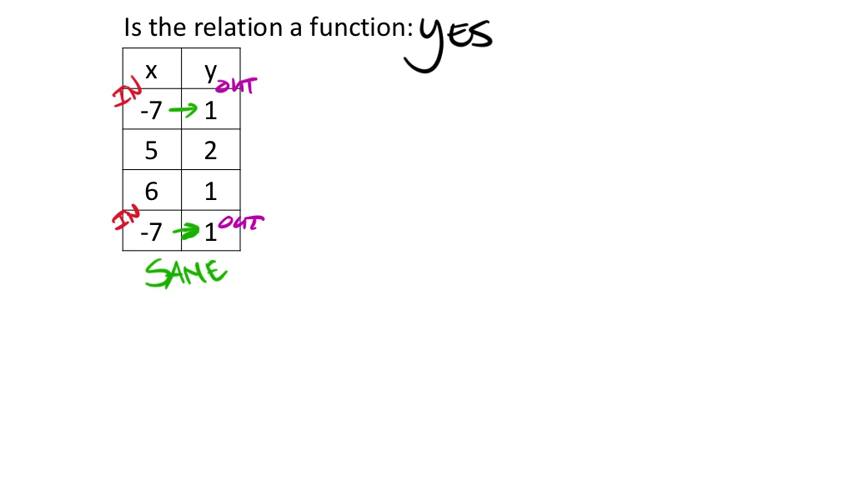 Is the relation a function: YES
x y
IN OUT
-7 → 1
5 2
6 1
IN OUT
-7 → 1
SAME